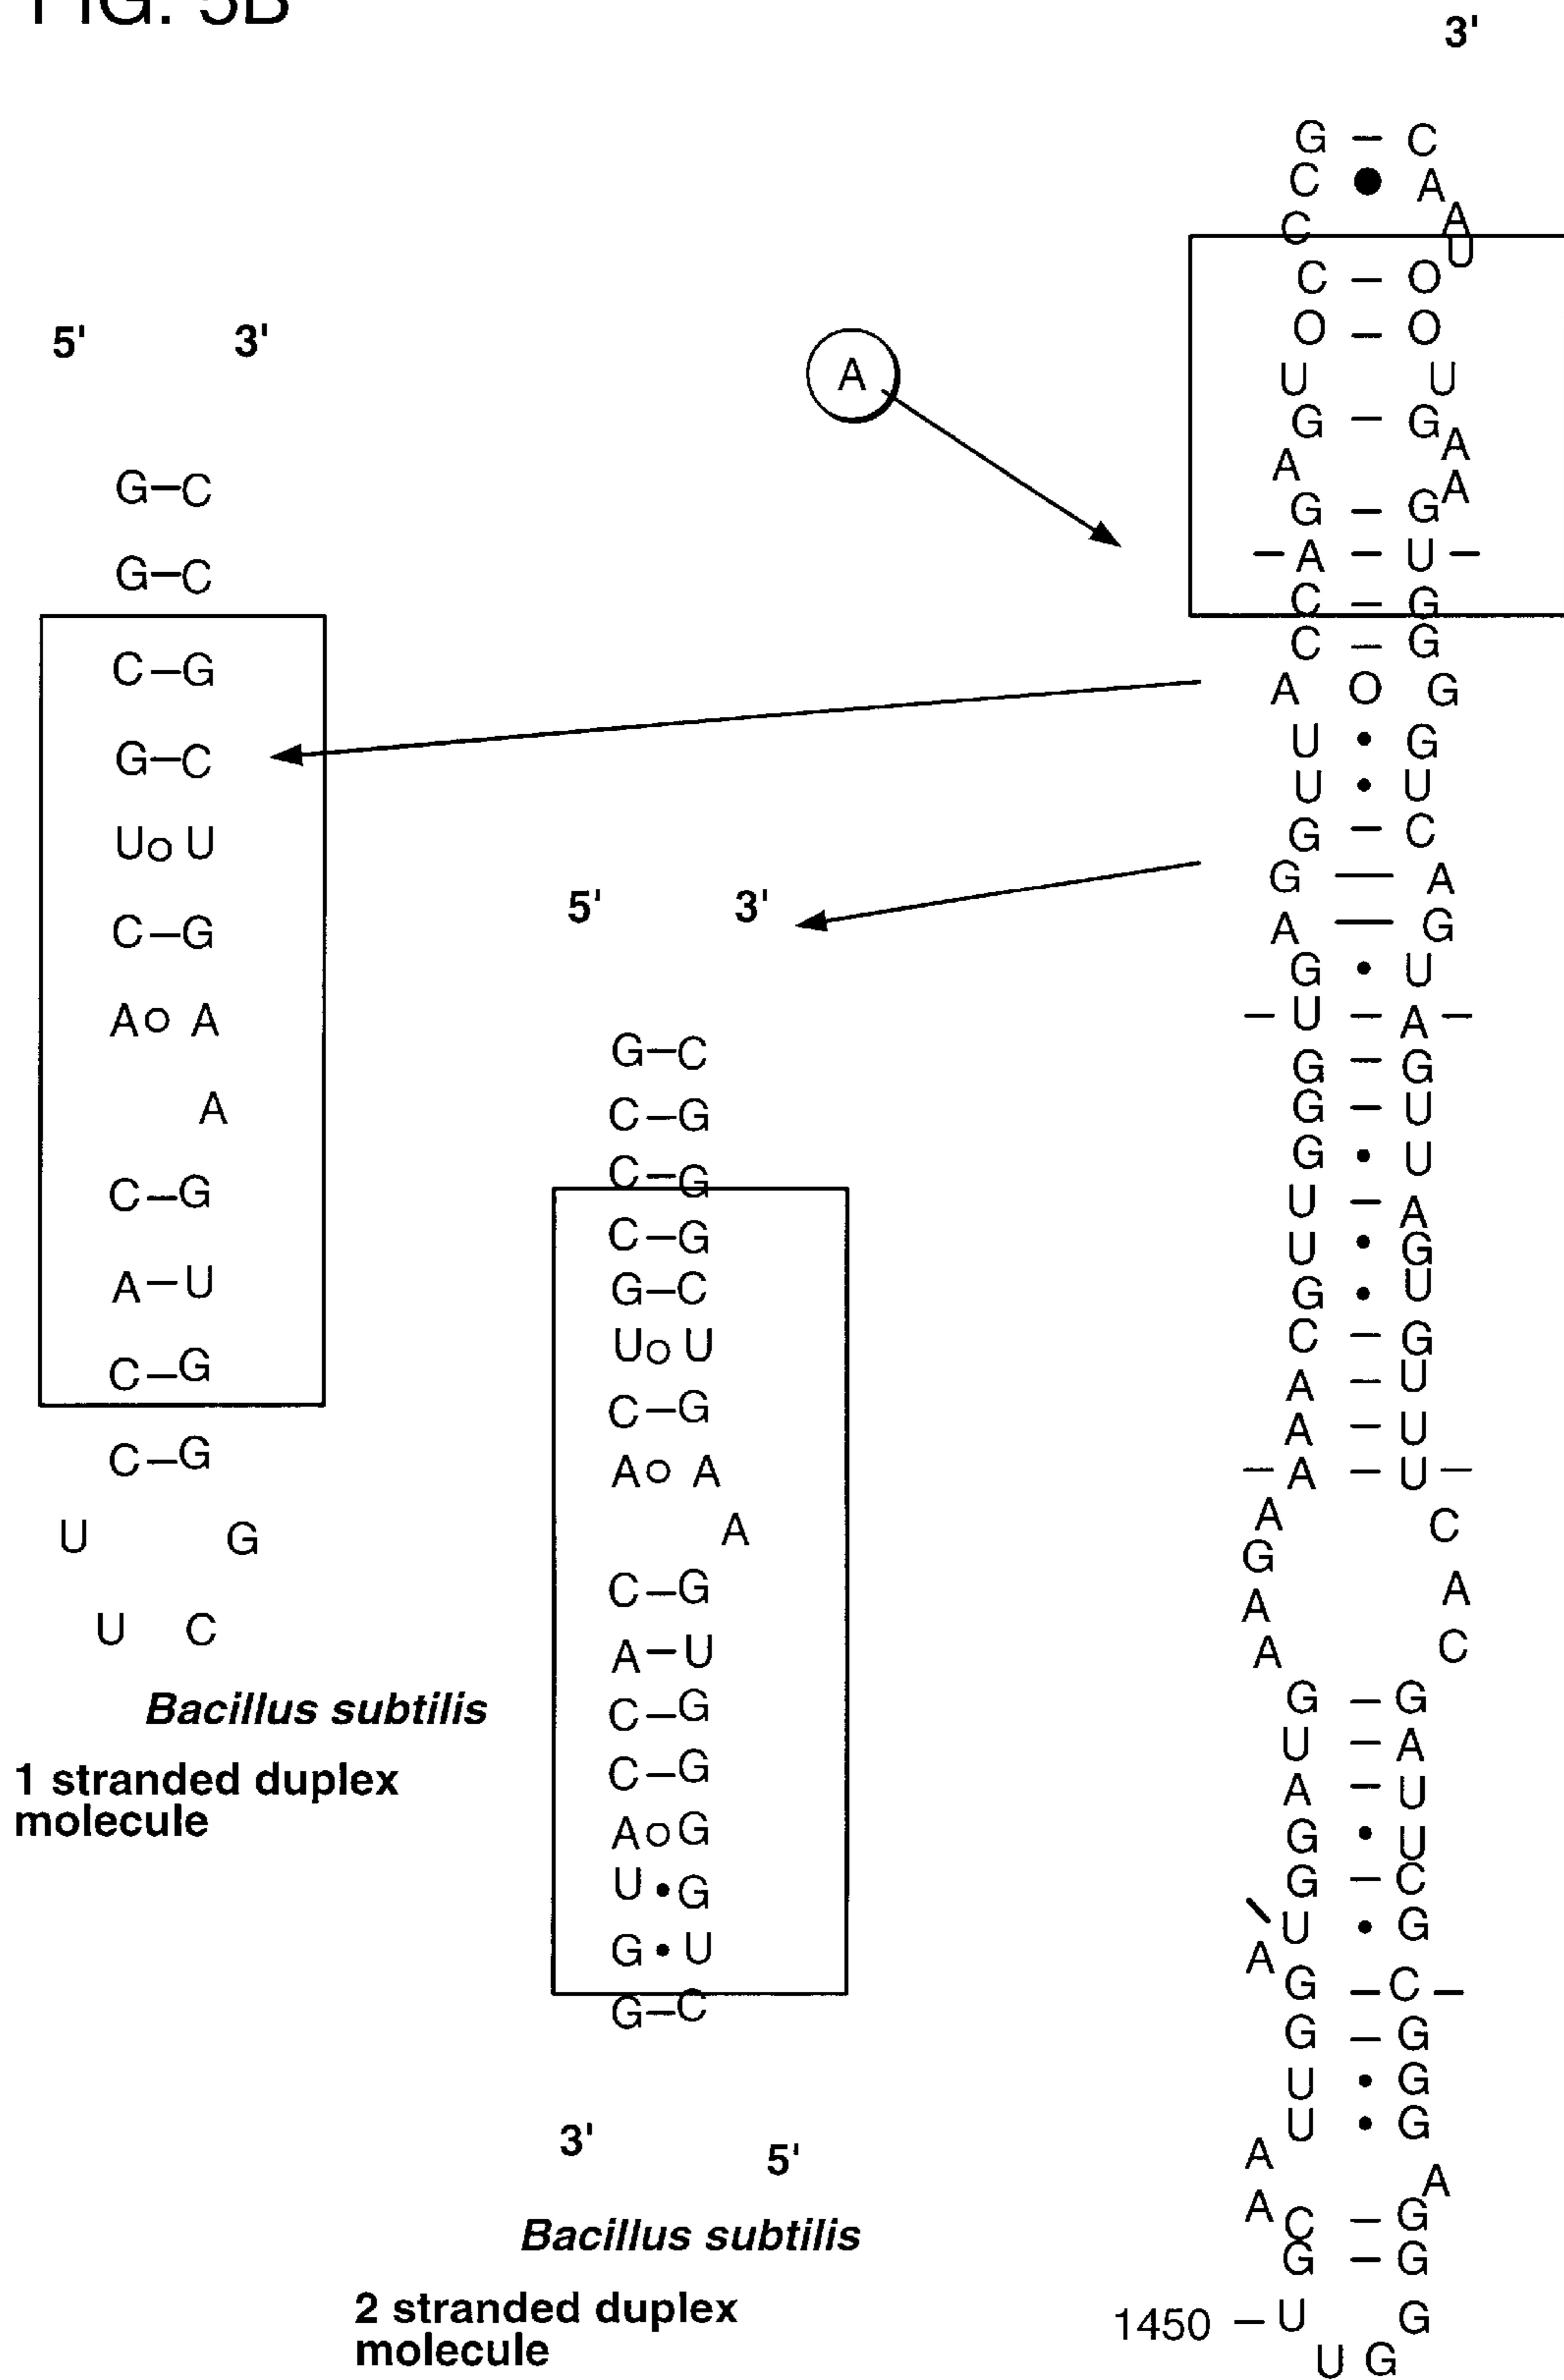 FIG. 5B
5' 3'
G–C
G–C
C–G
G–C
U o U
C–G
A o A
A
C–G
A–U
C–G
C–G
U G
U C
Bacillus subtilis
1 stranded duplex
molecule
5' 3'
G–C
C–G
C–G
C–G
G–C
U o U
C–G
A o A
A
C–G
A–U
C–G
C–G
A o G
U • G
G • U
G–C
3' 5'
Bacillus subtilis
2 stranded duplex
molecule
A
3'
G – C
C ● A
C A
U
C – O
O – O
U U
G – G
A A
A
G – G
– A – U –
C – G
C – G
A O G
U • G
U • U
G – C
G — A
A — G
G • U
– U – A –
G – G
G – U
G • U
U – A
U • G
G • U
C – G
A – U
A – U
– A – U –
A C
G
A A
A C
G – G
U – A
A – U
G • U
G – C
\ U • G
A
G – C –
G – G
U • G
U • G
A
A
A C – G
G – G
1450 – U G
U G